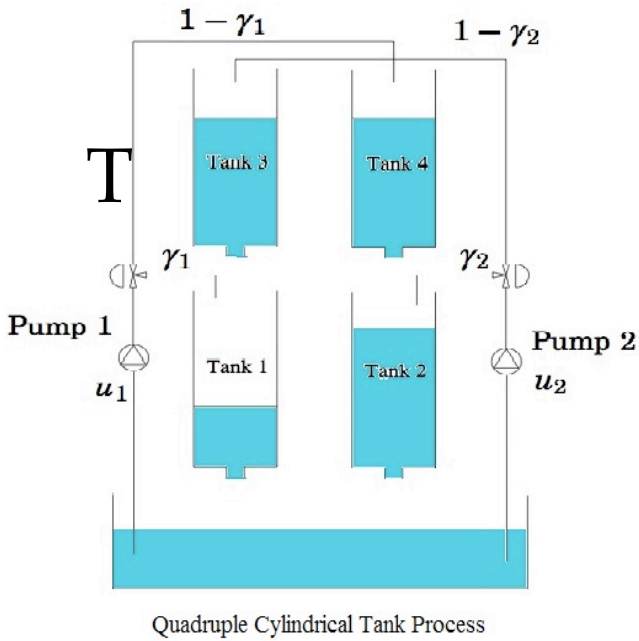 1 − γ₁
1 − γ₂
T
Tank 3
Tank 4
γ₁
γ₂
Pump 1
Pump 2
Tank 1
Tank 2
u₁
u₂
Quadruple Cylindrical Tank Process